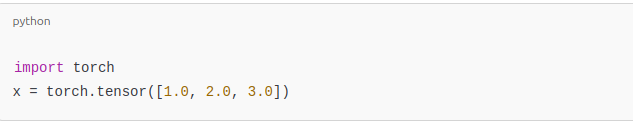 python
import torch
x = torch.tensor([1.0, 2.0, 3.0])